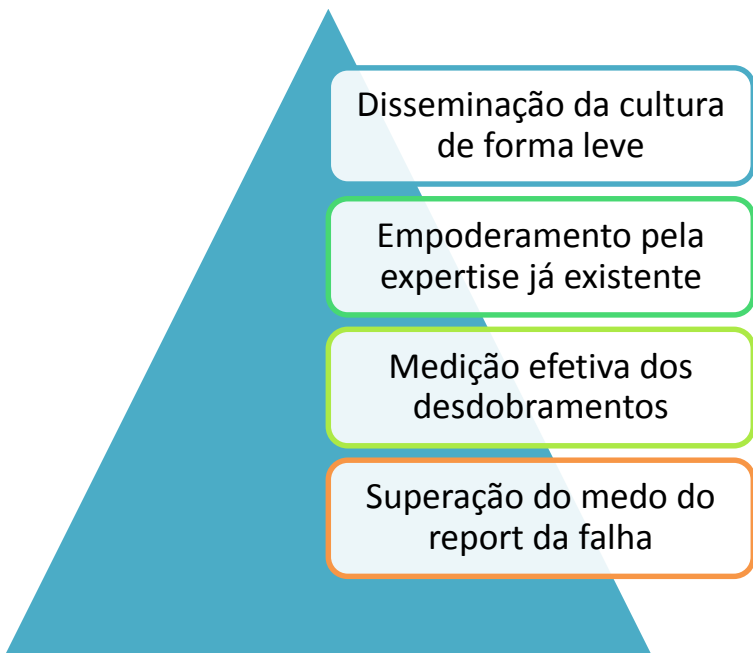 Disseminação da cultura
de forma leve
Empoderamento pela
expertise já existente
Medição efetiva dos
desdobramentos
Superação do medo do
report da falha